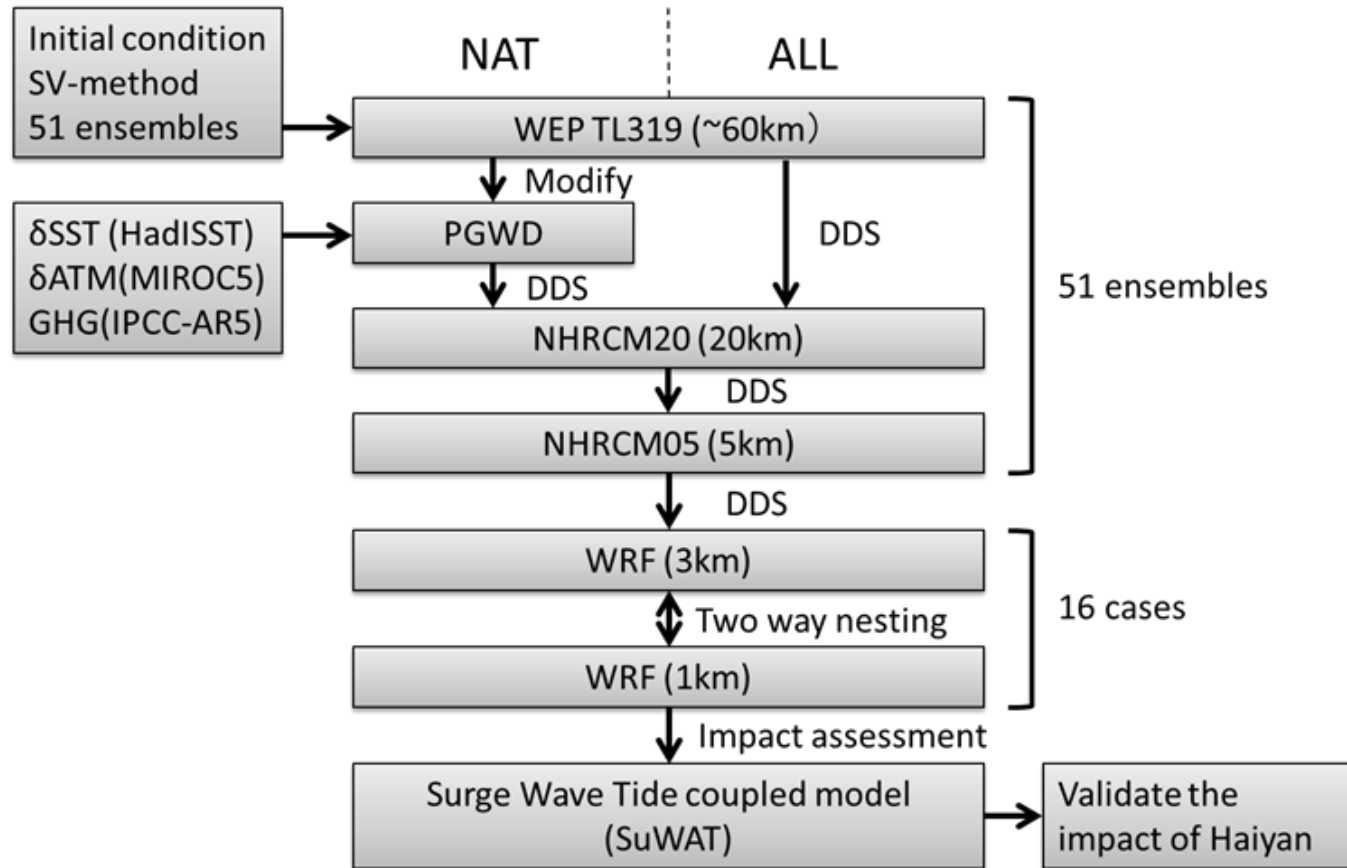 Initial condition
SV-method
51 ensembles
NAT
ALL
WEP TL319 (~60km）
Modify
δSST (HadISST)
δATM(MIROC5)
GHG(IPCC-AR5)
PGWD
DDS
DDS
51 ensembles
NHRCM20 (20km)
DDS
NHRCM05 (5km)
DDS
WRF (3km)
Two way nesting
16 cases
WRF (1km)
Impact assessment
Surge Wave Tide coupled model
(SuWAT)
Validate the
impact of Haiyan